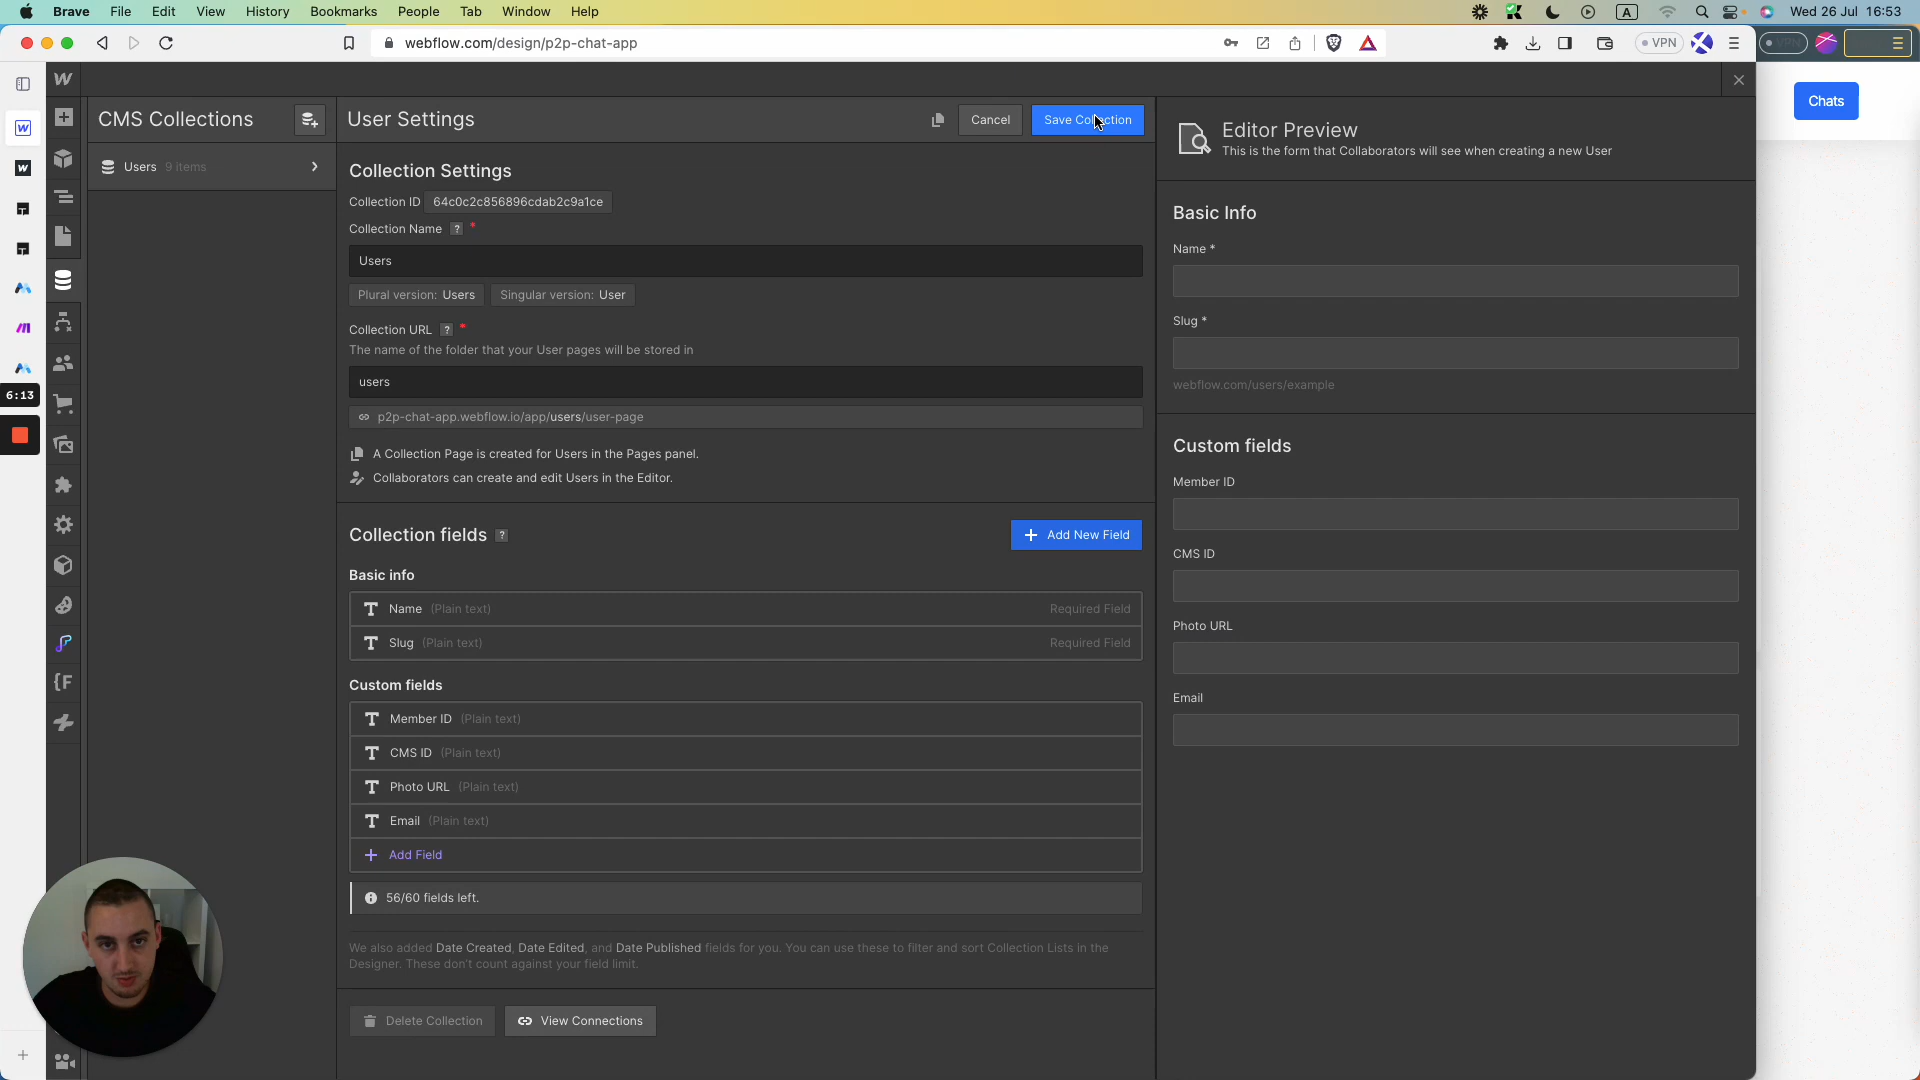 Brave File Edit View History Bookmarks People Tab Window Help
A
Wed 26 Jul 16:53
webflow.com/design/p2p-chat-app
VPN
CMS Collections
User Settings
Cancel
Save Collection
Users 9 items
Collection Settings
Collection ID 64c0c2c856896cdab2c9a1ce
Collection Name ? *
Users
Plural version: Users Singular version: User
Collection URL ? *
The name of the folder that your User pages will be stored in
users
p2p-chat-app.webflow.io/app/users/user-page
A Collection Page is created for Users in the Pages panel.
Collaborators can create and edit Users in the Editor.
Collection fields ?
Add New Field
Basic info
Name (Plain text) Required Field
Slug (Plain text) Required Field
Custom fields
Member ID (Plain text)
CMS ID (Plain text)
Photo URL (Plain text)
Email (Plain text)
Add Field
56/60 fields left.
We also added Date Created, Date Edited, and Date Published fields for you. You can use these to filter and sort Collection Lists in the
Designer. These don't count against your field limit.
Delete Collection
View Connections
Editor Preview
This is the form that Collaborators will see when creating a new User
Basic Info
Name *
Slug *
webflow.com/users/example
Custom fields
Member ID
CMS ID
Photo URL
Email
Chats
6:13